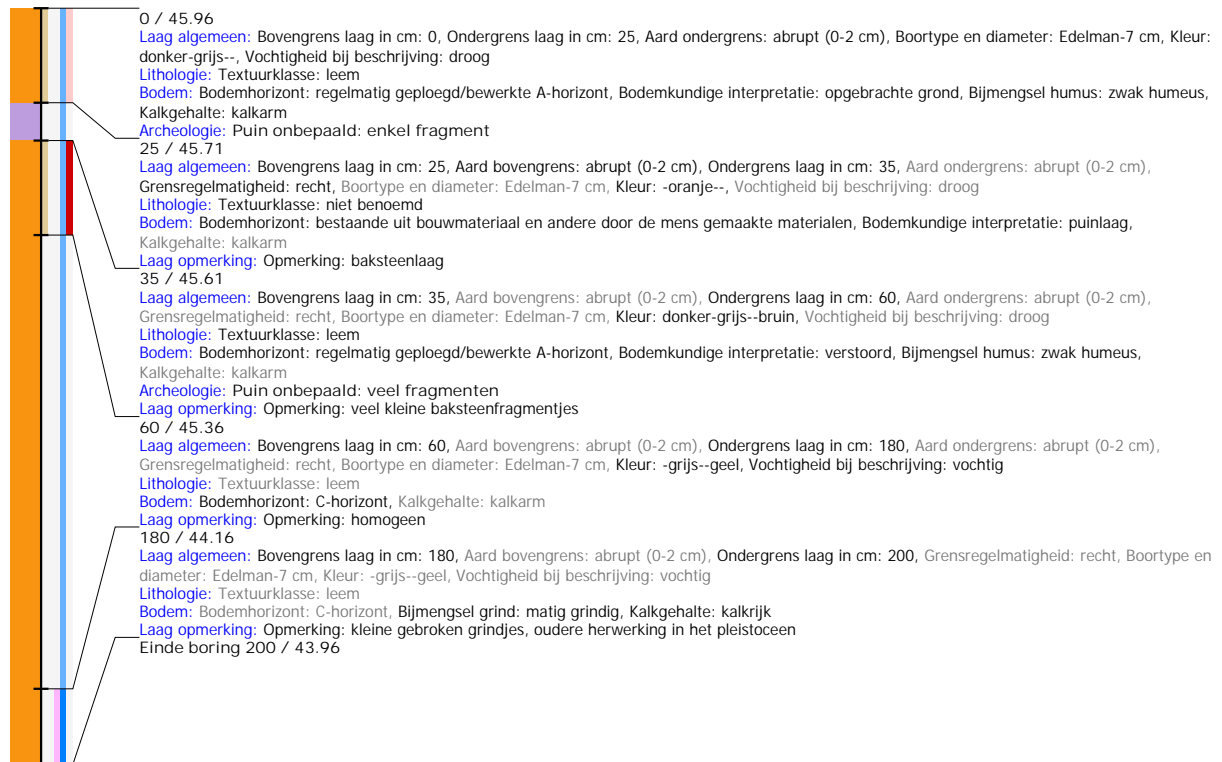 0 / 45.96
Laag algemeen: Bovengrens laag in cm: 0, Ondergrens laag in cm: 25, Aard ondergrens: abrupt (0-2 cm), Boortype en diameter: Edelman-7 cm, Kleur:
donker-grijs--, Vochtigheid bij beschrijving: droog
Lithologie: Textuurklasse: leem
Bodem: Bodemhorizont: regelmatig geploegd/bewerkte A-horizont, Bodemkundige interpretatie: opgebrachte grond, Bijmengsel humus: zwak humeus,
Kalkgehalte: kalkarm
Archeologie: Puin onbepaald: enkel fragment
25 / 45.71
Laag algemeen: Bovengrens laag in cm: 25, Aard bovengrens: abrupt (0-2 cm), Ondergrens laag in cm: 35, Aard ondergrens: abrupt (0-2 cm),
Grensregelmatigheid: recht, Boortype en diameter: Edelman-7 cm, Kleur: -oranje--, Vochtigheid bij beschrijving: droog
Lithologie: Textuurklasse: niet benoemd
Bodem: Bodemhorizont: bestaande uit bouwmateriaal en andere door de mens gemaakte materialen, Bodemkundige interpretatie: puinlaag,
Kalkgehalte: kalkarm
Laag opmerking: Opmerking: baksteenlaag
35 / 45.61
Laag algemeen: Bovengrens laag in cm: 35, Aard bovengrens: abrupt (0-2 cm), Ondergrens laag in cm: 60, Aard ondergrens: abrupt (0-2 cm),
Grensregelmatigheid: recht, Boortype en diameter: Edelman-7 cm, Kleur: donker-grijs--bruin, Vochtigheid bij beschrijving: droog
Lithologie: Textuurklasse: leem
Bodem: Bodemhorizont: regelmatig geploegd/bewerkte A-horizont, Bodemkundige interpretatie: verstoord, Bijmengsel humus: zwak humeus,
Kalkgehalte: kalkarm
Archeologie: Puin onbepaald: veel fragmenten
Laag opmerking: Opmerking: veel kleine baksteenfragmentjes
60 / 45.36
Laag algemeen: Bovengrens laag in cm: 60, Aard bovengrens: abrupt (0-2 cm), Ondergrens laag in cm: 180, Aard ondergrens: abrupt (0-2 cm),
Grensregelmatigheid: recht, Boortype en diameter: Edelman-7 cm, Kleur: -grijs--geel, Vochtigheid bij beschrijving: vochtig
Lithologie: Textuurklasse: leem
Bodem: Bodemhorizont: C-horizont, Kalkgehalte: kalkarm
Laag opmerking: Opmerking: homogeen
180 / 44.16
Laag algemeen: Bovengrens laag in cm: 180, Aard bovengrens: abrupt (0-2 cm), Ondergrens laag in cm: 200, Grensregelmatigheid: recht, Boortype en
diameter: Edelman-7 cm, Kleur: -grijs--geel, Vochtigheid bij beschrijving: vochtig
Lithologie: Textuurklasse: leem
Bodem: Bodemhorizont: C-horizont, Bijmengsel grind: matig grindig, Kalkgehalte: kalkrijk
Laag opmerking: Opmerking: kleine gebroken grindjes, oudere herwerking in het pleistoceen
Einde boring 200 / 43.96